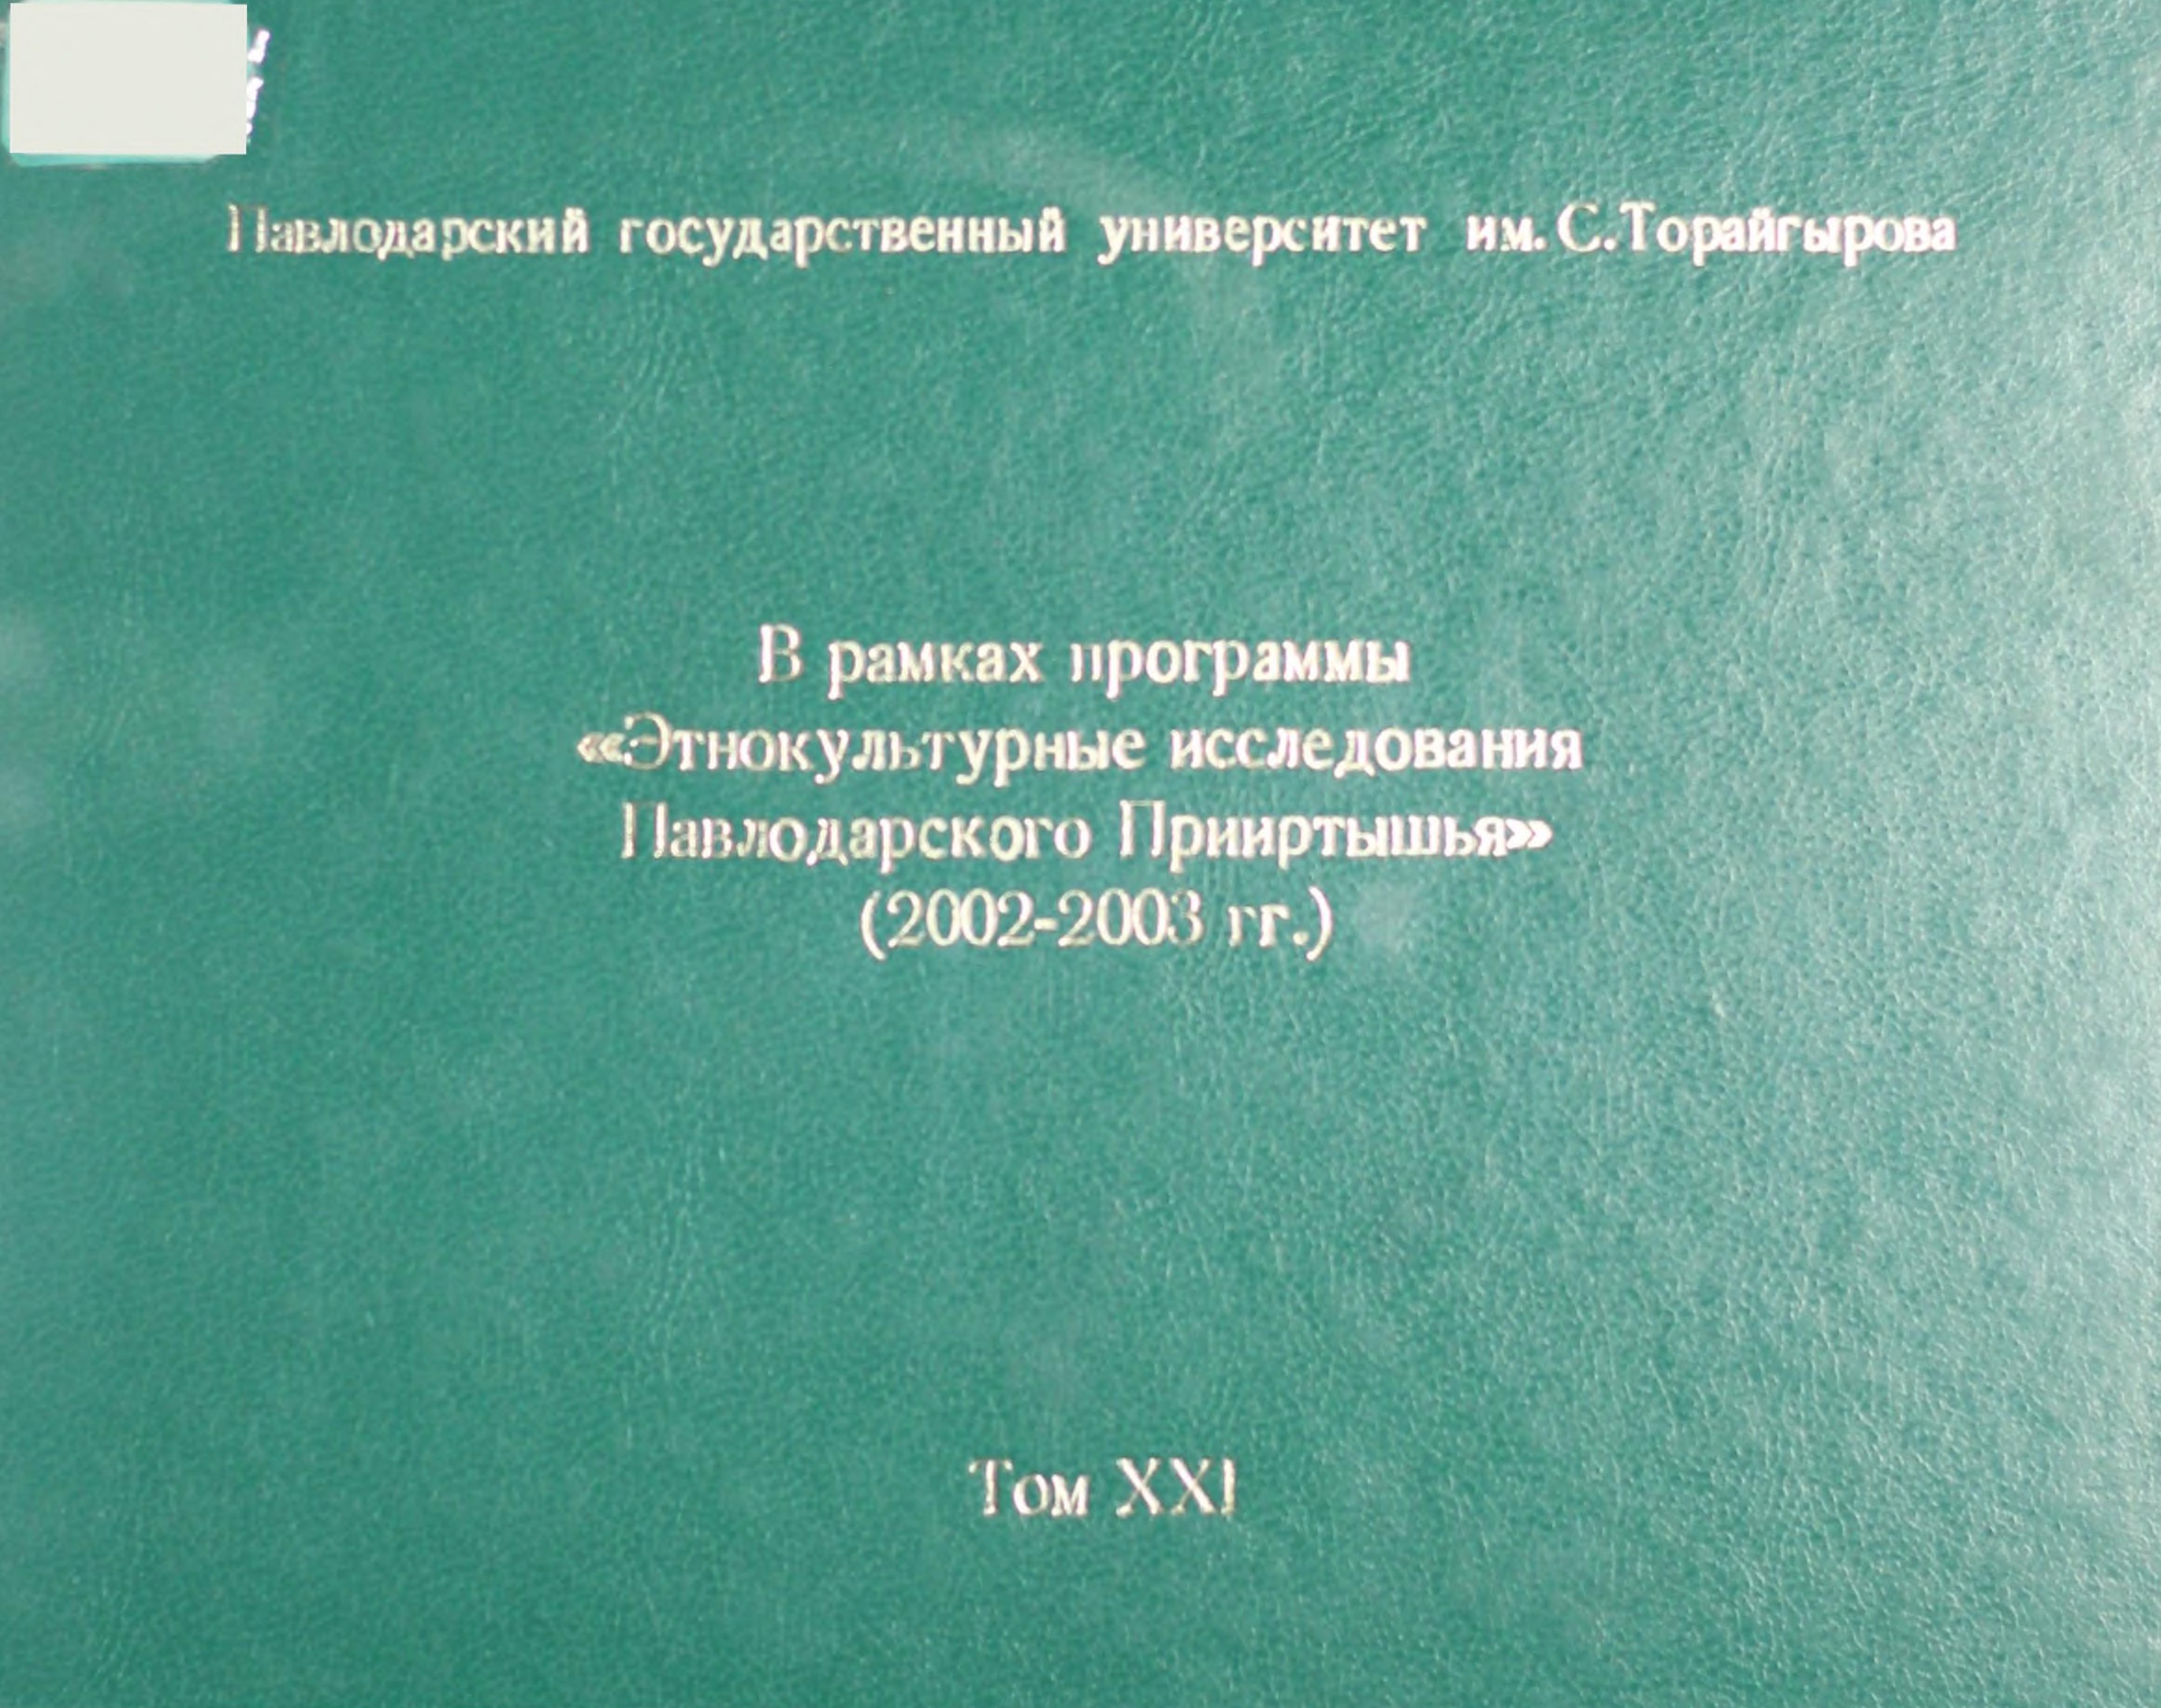 Павлодарский государственный университет им. С.Торайгырова
В рамках программы
«Этнокультурные исследования
Павлодарского Прииртышья»
(2002-2003 гг.)
Том XXI